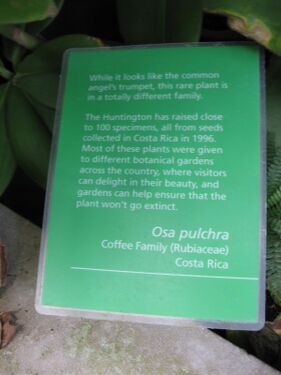 While it looks like the common
angel's trumpet, this rare plant is
in a totally different family.
The Huntington has raised close
to 100 specimens, all from seeds
collected in Costa Rica in 1996.
Most of these plants were given
to different botanical gardens
across the country, where visitors
can delight in their beauty, and
gardens can help ensure that the
plant won't go extinct.
Osa pulchra
Coffee Family (Rubiaceae)
Costa Rica